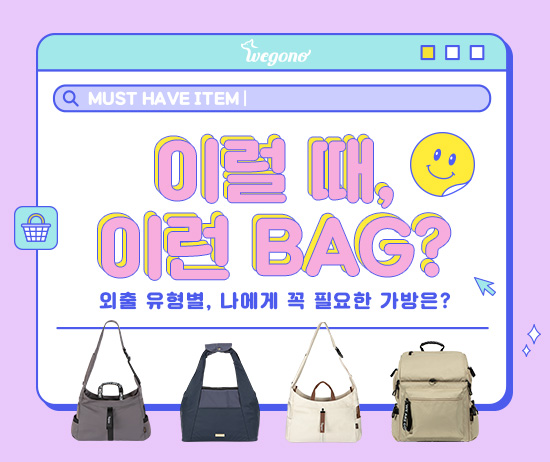 wegono
MUST HAVE ITEM
이럴 때,
이런 BAG?
외출 유형별, 나에게 꼭 필요한 가방은?